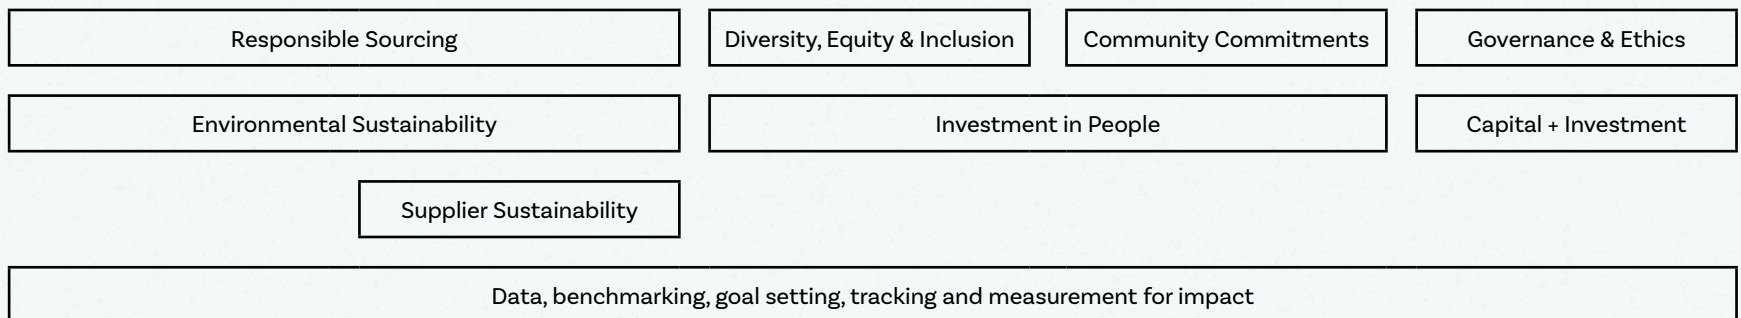 Responsible Sourcing
Diversity, Equity & Inclusion
Community Commitments
Governance & Ethics
Environmental Sustainability
Investment in People
Capital + Investment
Supplier Sustainability
Data, benchmarking, goal setting, tracking and measurement for impact